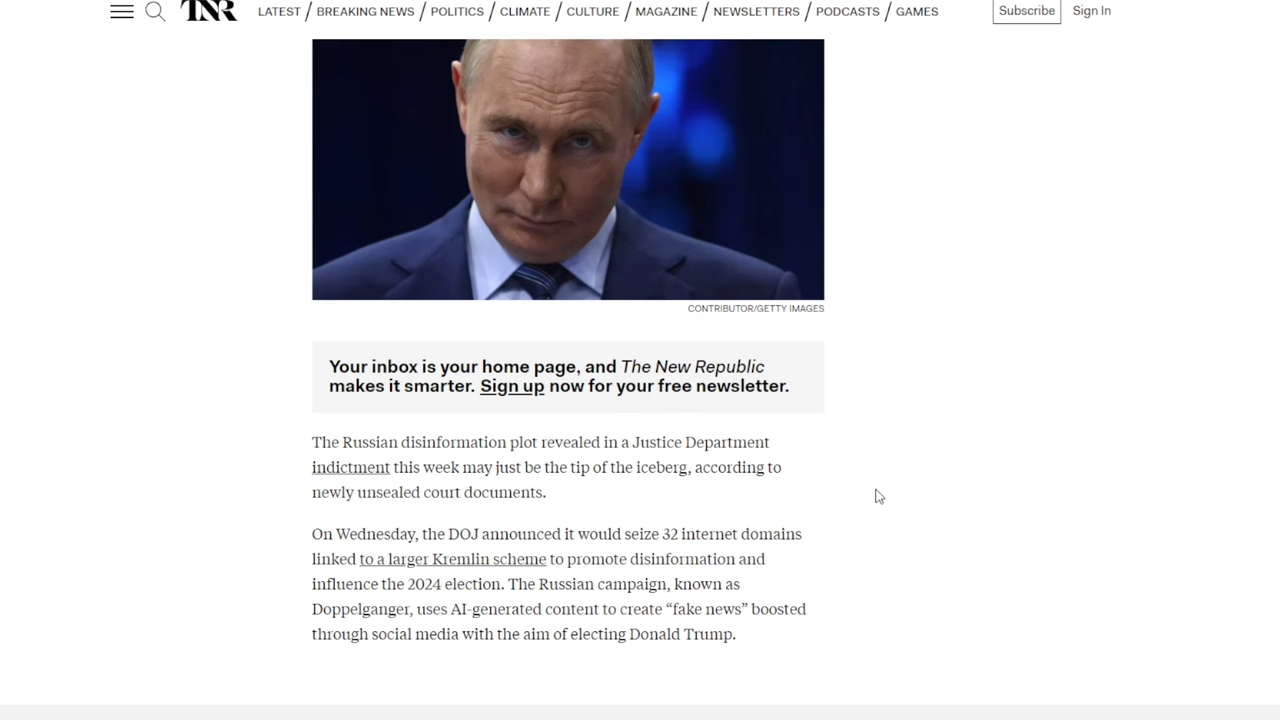 TNR
LATEST / BREAKING NEWS / POLITICS / CLIMATE / CULTURE / MAGAZINE / NEWSLETTERS / PODCASTS / GAMES
Subscribe
Sign In
CONTRIBUTOR/GETTY IMAGES
Your inbox is your home page, and The New Republic
makes it smarter. Sign up now for your free newsletter.
The Russian disinformation plot revealed in a Justice Department
indictment this week may just be the tip of the iceberg, according to
newly unsealed court documents.
On Wednesday, the DOJ announced it would seize 32 internet domains
linked to a larger Kremlin scheme to promote disinformation and
influence the 2024 election. The Russian campaign, known as
Doppelganger, uses AI-generated content to create “fake news” boosted
through social media with the aim of electing Donald Trump.